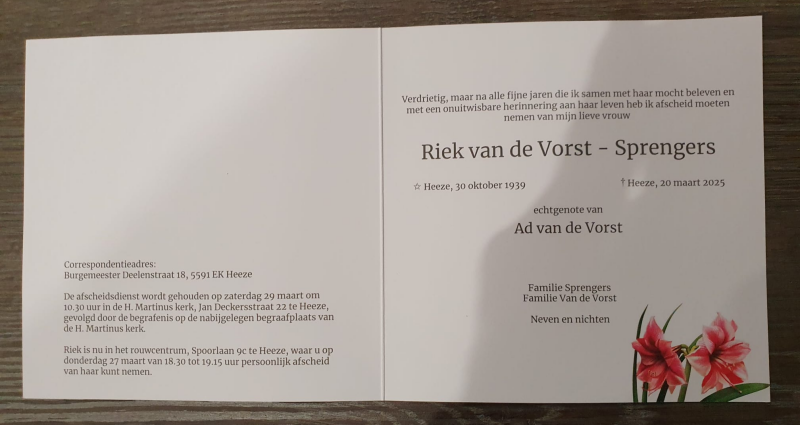 Correspondentieadres:
Burgemeester Deelenstraat 18, 5591 EK Heeze
De afscheidsdienst wordt gehouden op zaterdag 29 maart om
10.30 uur in de H. Martinus kerk, Jan Deckersstraat 22 te Heeze,
gevolgd door de begrafenis op de nabijgelegen begraafplaats van
de H. Martinus kerk.
Riek is nu in het rouwcentrum, Spoorlaan 9c te Heeze, waar u op
donderdag 27 maart van 18.30 tot 19.15 uur persoonlijk afscheid
van haar kunt nemen.
Verdrietig, maar na alle fijne jaren die ik samen met haar mocht beleven en
met een onuitwisbare herinnering aan haar leven heb ik afscheid moeten
nemen van mijn lieve vrouw
Riek van de Vorst - Sprengers
☆ Heeze, 30 oktober 1939
† Heeze, 20 maart 2025
echtgenote van
Ad van de Vorst
Familie Sprengers
Familie Van de Vorst
Neven en nichten